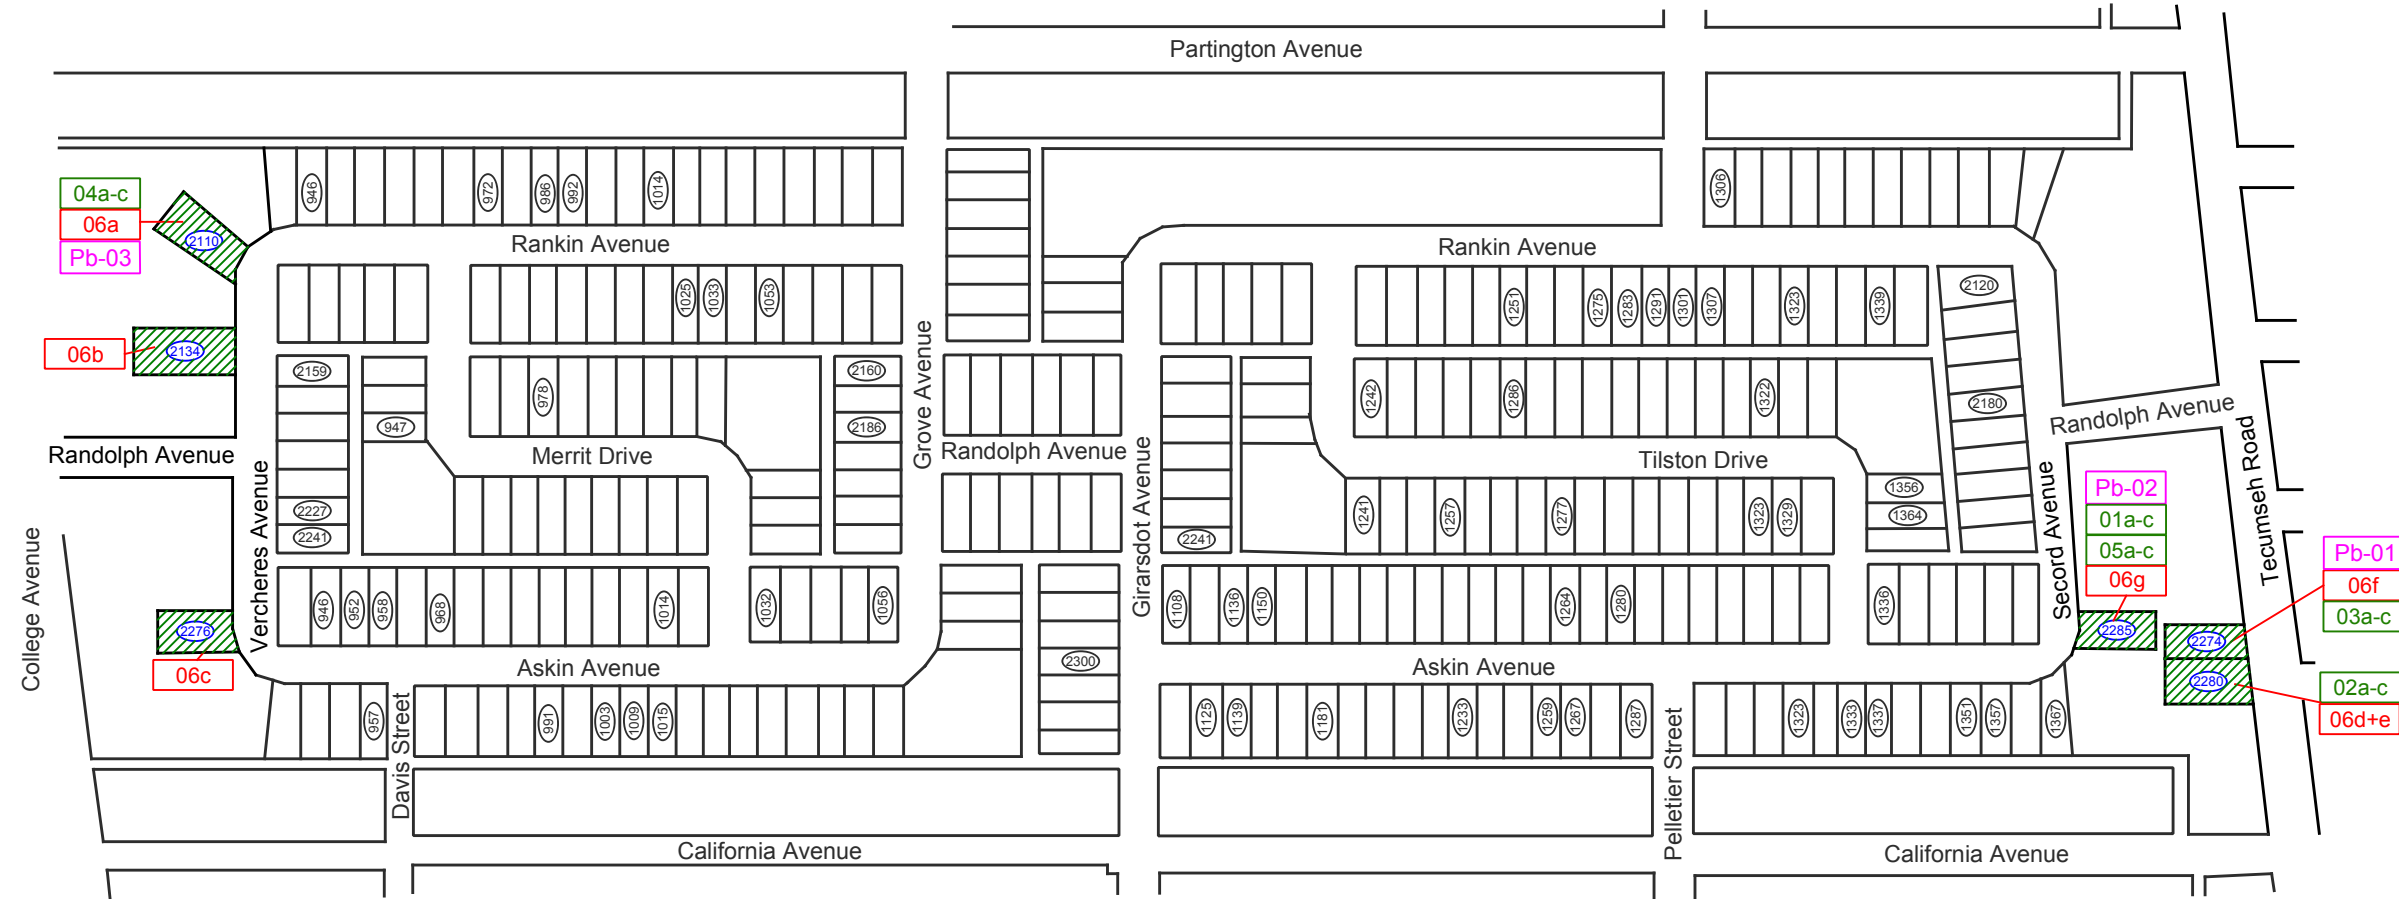 Partington Avenue
946
972
986
992
1014
1306
04a-c
06a
Pb-03
2110
Rankin Avenue
Rankin Avenue
1025
1033
1053
1251
1275
1283
1291
1301
1307
1323
1339
2120
06b
2134
2159
978
2160
1242
1286
1322
2180
947
2186
Randolph Avenue
Merrit Drive
Grove Avenue
Randolph Avenue
Tilston Drive
Randolph Avenue
Tecumseh Road
Vercheres Avenue
Girarsdot Avenue
Secord Avenue
2227
2241
2241
1241
1257
1277
1323
1329
1356
1364
Pb-02
01a-c
05a-c
06g
Pb-01
06f
03a-c
College Avenue
2276
06c
946
952
958
968
1014
1032
1056
1108
1136
1150
1264
1280
1336
2285
2274
2280
02a-c
06d+e
Askin Avenue
2300
Askin Avenue
957
Davis Street
991
1003
1009
1015
1125
1139
1181
1233
1259
1267
1287
Pelletier Street
1323
1333
1337
1351
1357
1367
California Avenue
California Avenue